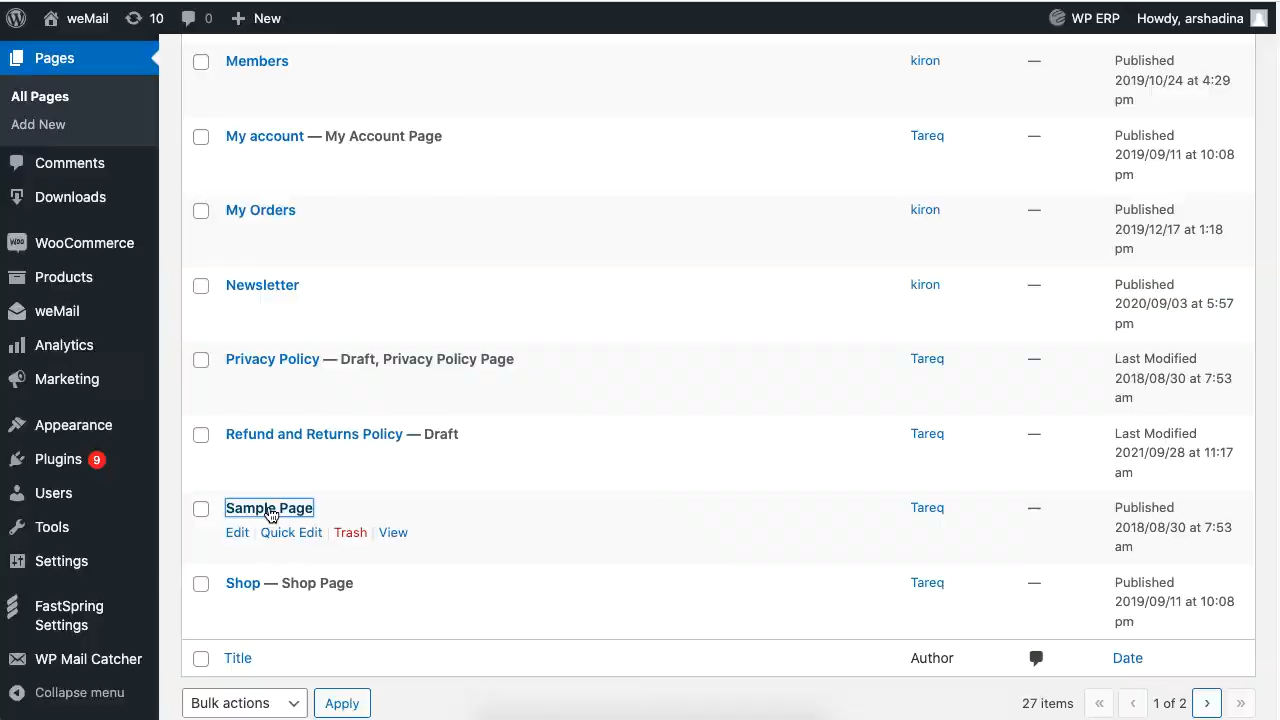 weMail 10 0 New WP ERP Howdy, arshadina
Pages
All Pages
Add New
Comments
Downloads
WooCommerce
Products
weMail
Analytics
Marketing
Appearance
Plugins 9
Users
Tools
Settings
FastSpring
Settings
WP Mail Catcher
Collapse menu
Members kiron — Published
2019/10/24 at 4:29
pm
My account — My Account Page Tareq — Published
2019/09/11 at 10:08
pm
My Orders kiron — Published
2019/12/17 at 1:18
pm
Newsletter kiron — Published
2020/09/03 at 5:57
pm
Privacy Policy — Draft, Privacy Policy Page Tareq — Last Modified
2018/08/30 at 7:53
am
Refund and Returns Policy — Draft Tareq — Last Modified
2021/09/28 at 11:17
am
Sample Page Tareq — Published
Edit | Quick Edit | Trash | View 2018/08/30 at 7:53
am
Shop — Shop Page Tareq — Published
2019/09/11 at 10:08
pm
Title Author Date
Bulk actions Apply 27 items « ‹ 1 of 2 › »